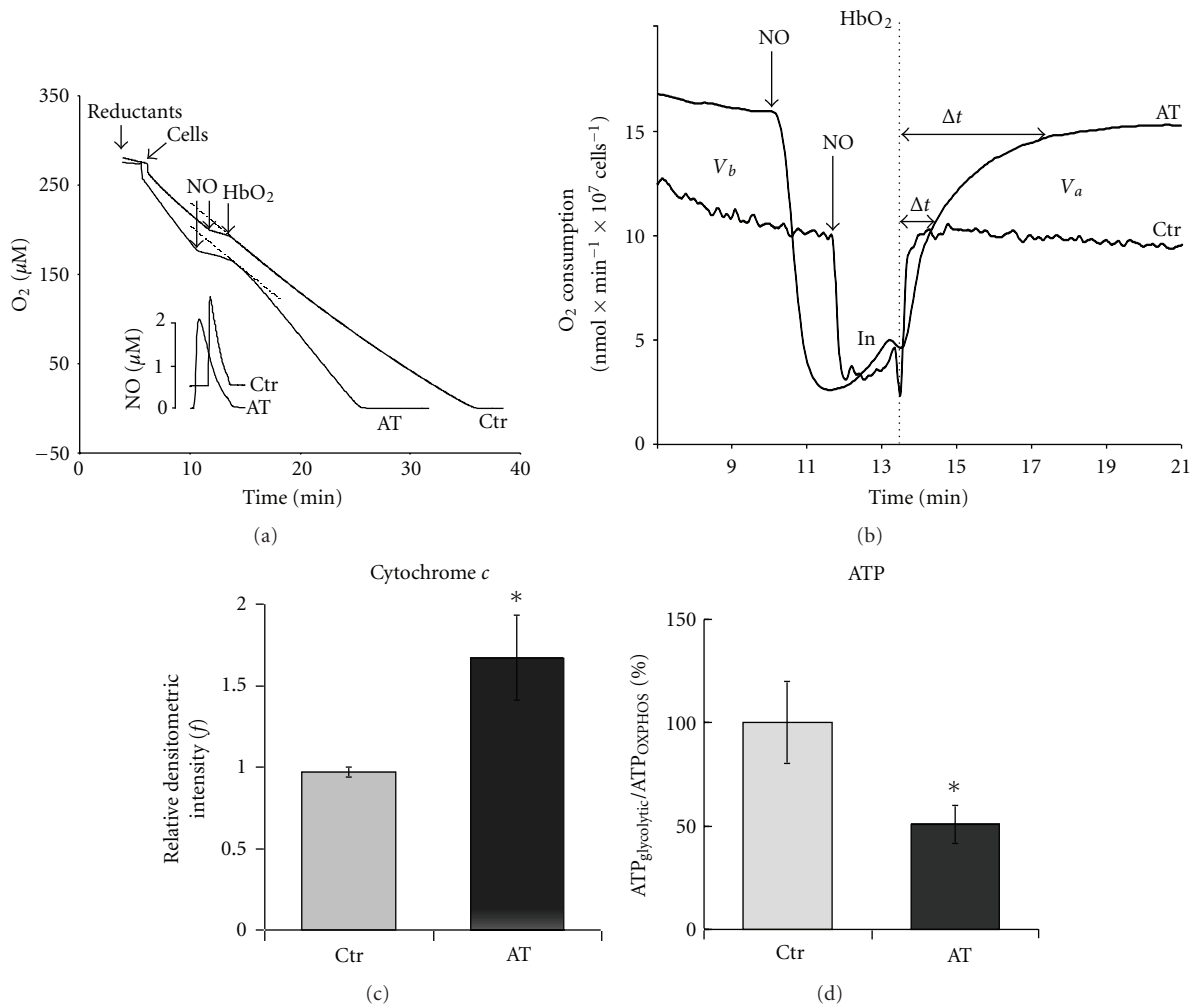 350
250
150
50
−50
O₂ (μM)
Reductants
Cells
NO
HbO₂
NO (μM)
2
1
0
Ctr
AT
AT
Ctr
0
10
20
30
40
Time (min)
(a)
HbO₂
NO
NO
Δt
Δt
AT
Ctr
V_b
V_a
In
15
10
5
0
O₂ consumption
(nmol × min⁻¹ × 10⁷ cells⁻¹)
9
11
13
15
17
19
21
Time (min)
(b)
Cytochrome c
*
2
1.5
1
0.5
0
Relative densitometric
intensity (f)
Ctr
AT
(c)
ATP
*
150
100
50
0
ATP_glycolytic/ATP_OXPHOS (%)
Ctr
AT
(d)